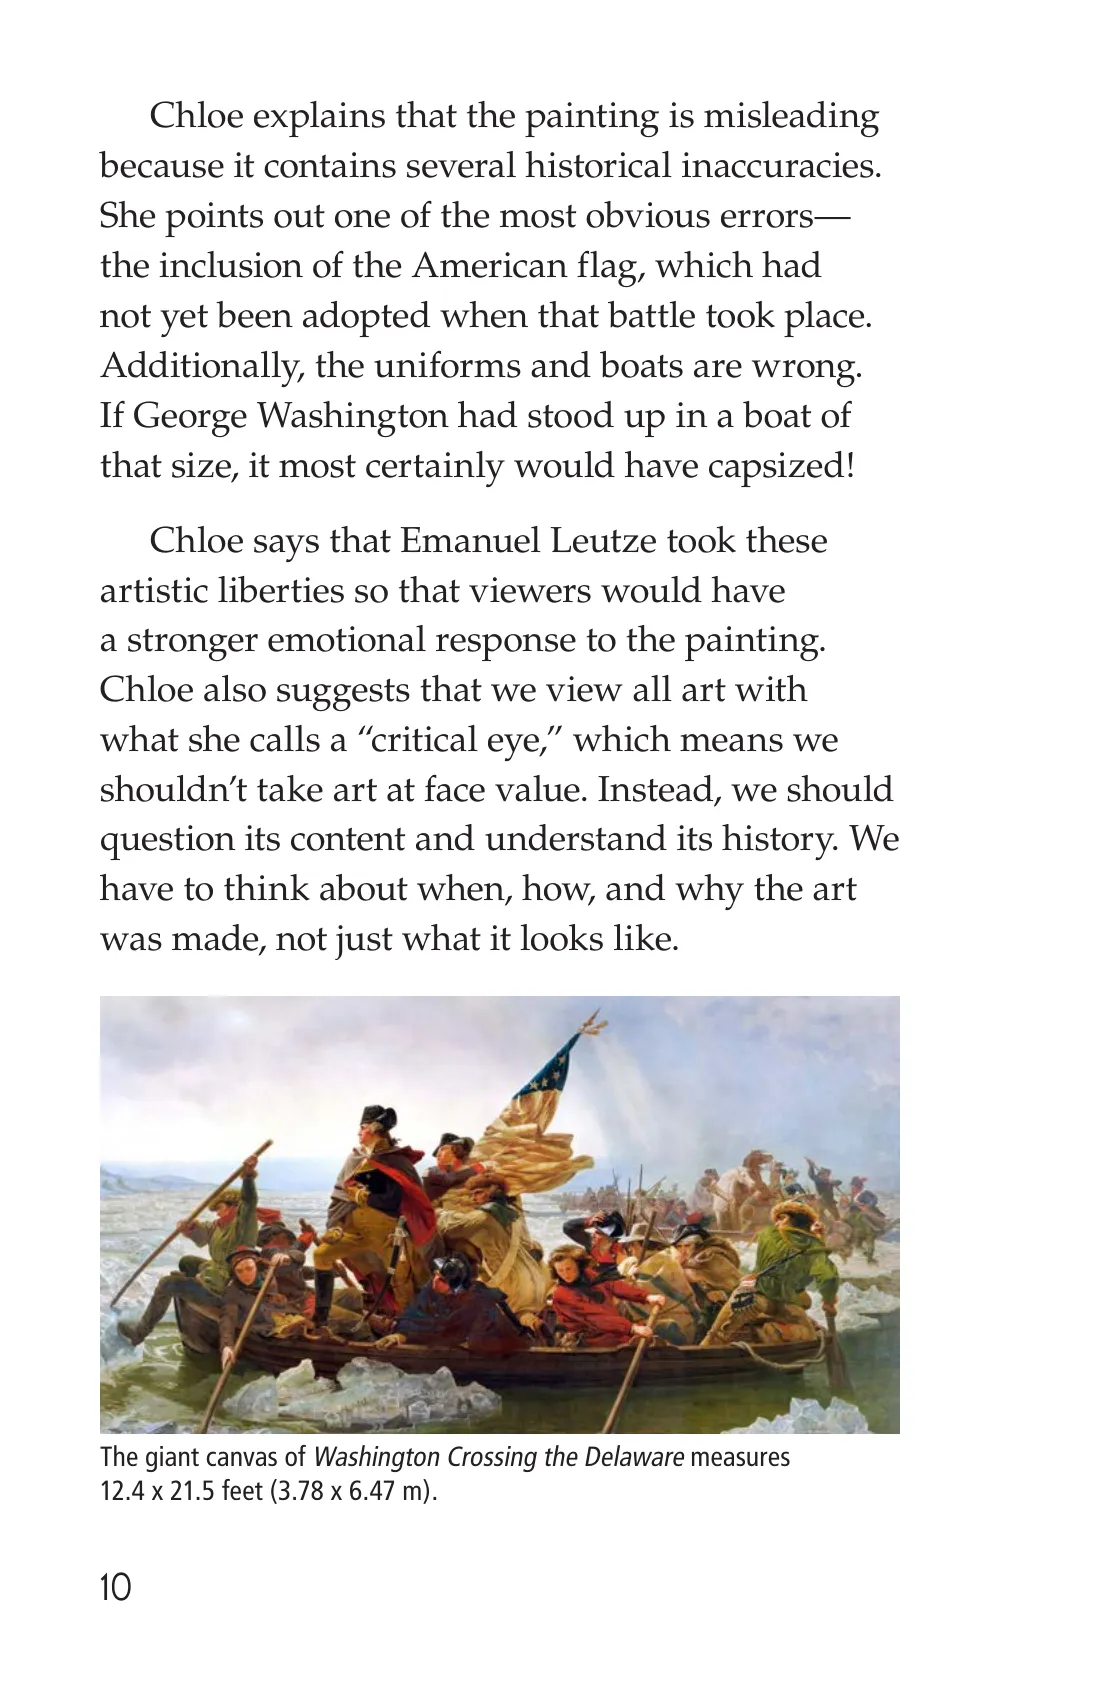 Chloe explains that the painting is misleading
because it contains several historical inaccuracies.
She points out one of the most obvious errors—
the inclusion of the American flag, which had
not yet been adopted when that battle took place.
Additionally, the uniforms and boats are wrong.
If George Washington had stood up in a boat of
that size, it most certainly would have capsized!
Chloe says that Emanuel Leutze took these
artistic liberties so that viewers would have
a stronger emotional response to the painting.
Chloe also suggests that we view all art with
what she calls a “critical eye,” which means we
shouldn’t take art at face value. Instead, we should
question its content and understand its history. We
have to think about when, how, and why the art
was made, not just what it looks like.
The giant canvas of Washington Crossing the Delaware measures
12.4 x 21.5 feet (3.78 x 6.47 m).
10